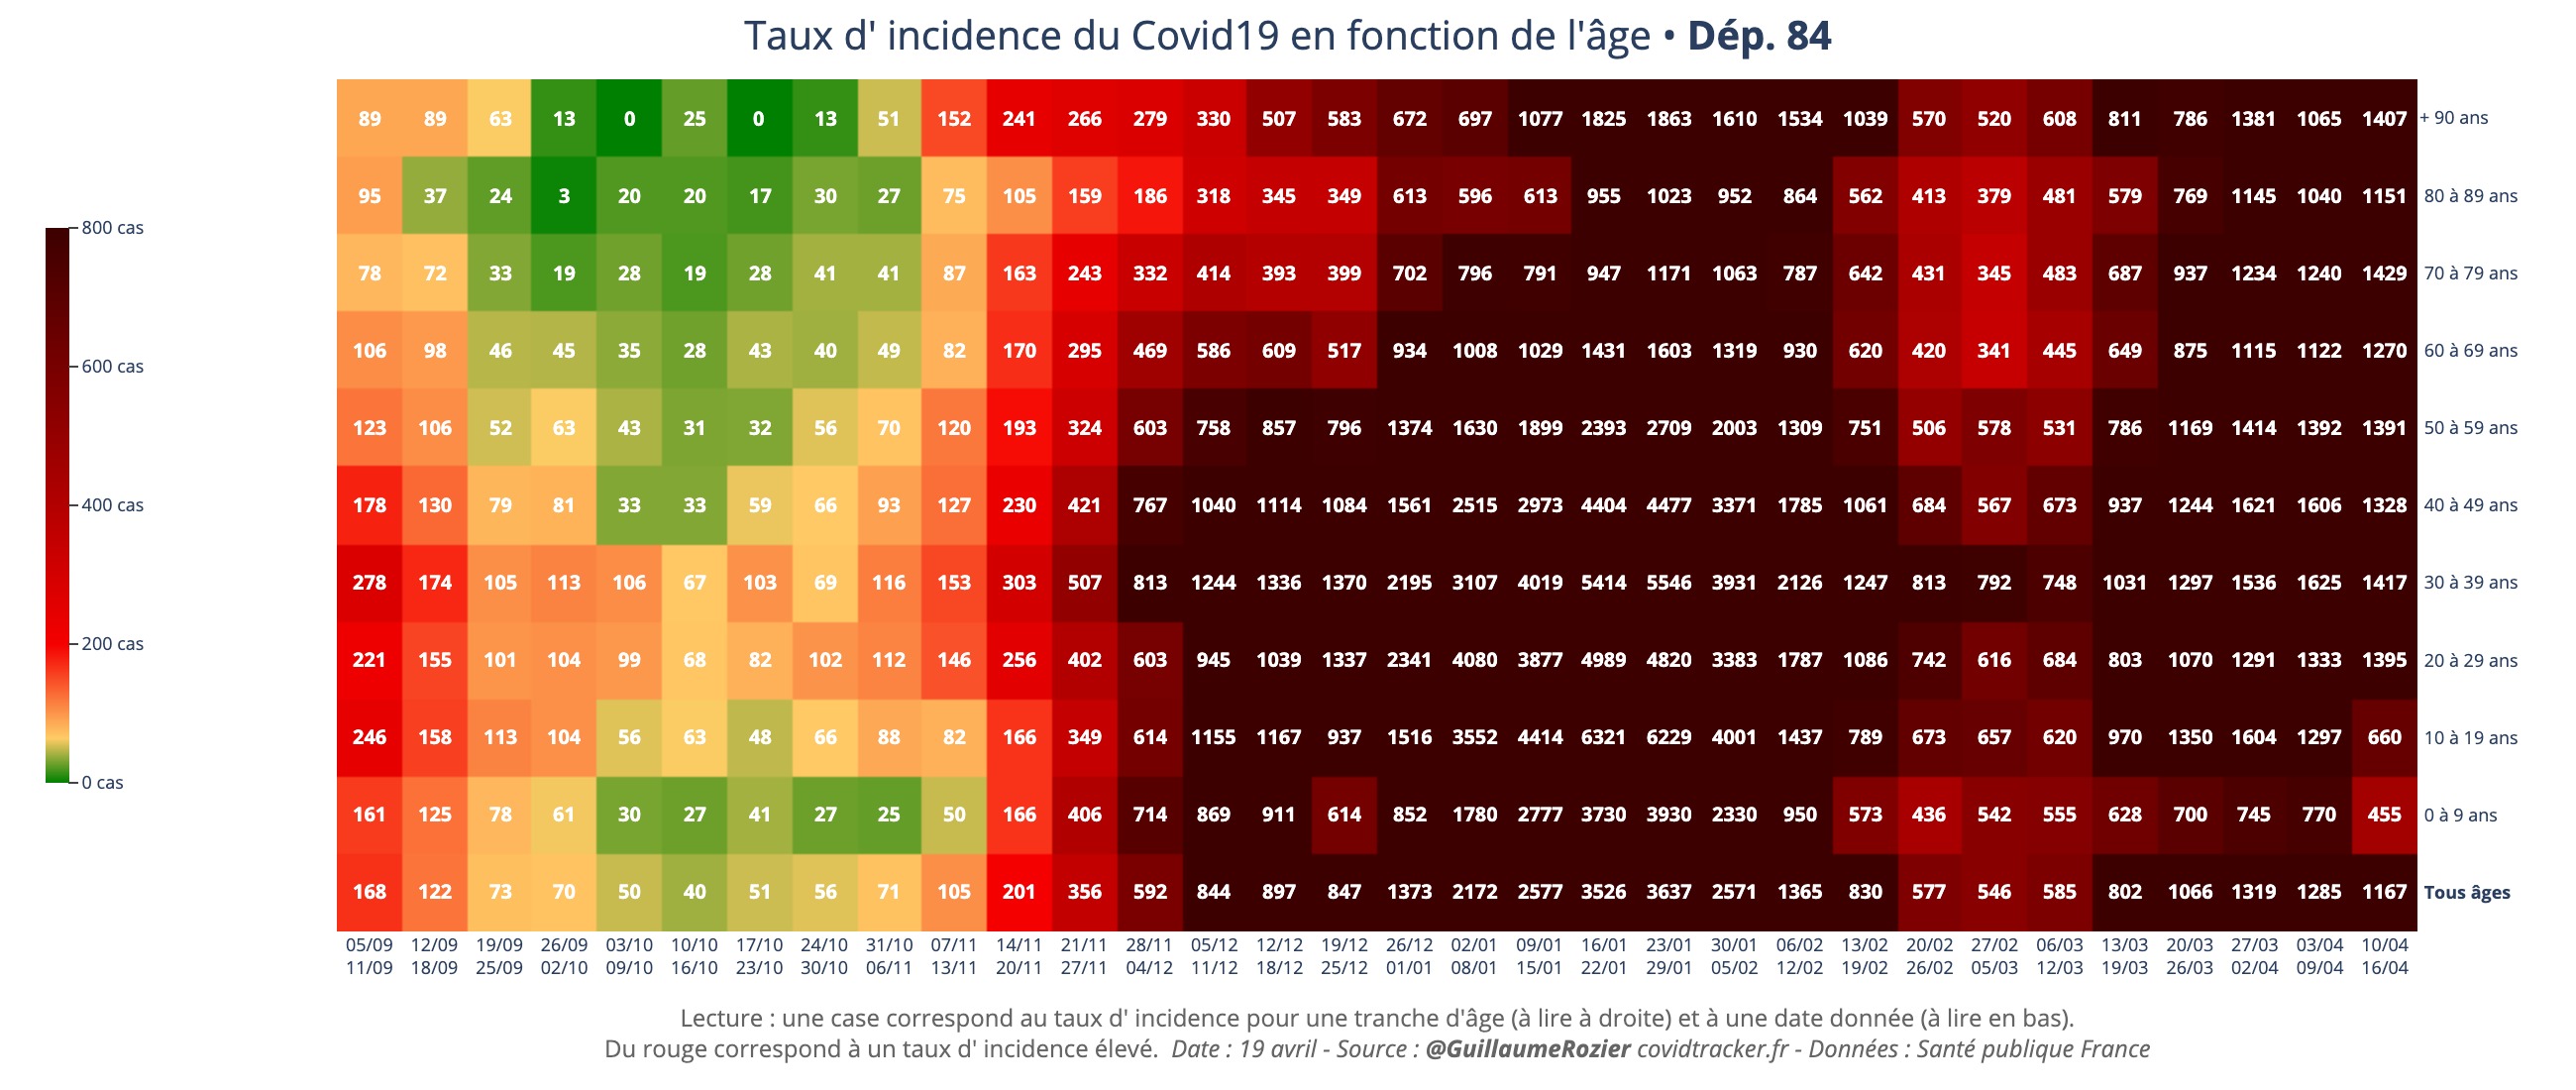 Taux d' incidence du Covid19 en fonction de l'âge • Dép. 84
800 cas
600 cas
400 cas
200 cas
0 cas
89 89 63 13 0 25 0 13 51 152 241 266 279 330 507 583 672 697 1077 1825 1863 1610 1534 1039 570 520 608 811 786 1381 1065 1407 + 90 ans
95 37 24 3 20 20 17 30 27 75 105 159 186 318 345 349 613 596 613 955 1023 952 864 562 413 379 481 579 769 1145 1040 1151 80 à 89 ans
78 72 33 19 28 19 28 41 41 87 163 243 332 414 393 399 702 796 791 947 1171 1063 787 642 431 345 483 687 937 1234 1240 1429 70 à 79 ans
106 98 46 45 35 28 43 40 49 82 170 295 469 586 609 517 934 1008 1029 1431 1603 1319 930 620 420 341 445 649 875 1115 1122 1270 60 à 69 ans
123 106 52 63 43 31 32 56 70 120 193 324 603 758 857 796 1374 1630 1899 2393 2709 2003 1309 751 506 578 531 786 1169 1414 1392 1391 50 à 59 ans
178 130 79 81 33 33 59 66 93 127 230 421 767 1040 1114 1084 1561 2515 2973 4404 4477 3371 1785 1061 684 567 673 937 1244 1621 1606 1328 40 à 49 ans
278 174 105 113 106 67 103 69 116 153 303 507 813 1244 1336 1370 2195 3107 4019 5414 5546 3931 2126 1247 813 792 748 1031 1297 1536 1625 1417 30 à 39 ans
221 155 101 104 99 68 82 102 112 146 256 402 603 945 1039 1337 2341 4080 3877 4989 4820 3383 1787 1086 742 616 684 803 1070 1291 1333 1395 20 à 29 ans
246 158 113 104 56 63 48 66 88 82 166 349 614 1155 1167 937 1516 3552 4414 6321 6229 4001 1437 789 673 657 620 970 1350 1604 1297 660 10 à 19 ans
161 125 78 61 30 27 41 27 25 50 166 406 714 869 911 614 852 1780 2777 3730 3930 2330 950 573 436 542 555 628 700 745 770 455 0 à 9 ans
168 122 73 70 50 40 51 56 71 105 201 356 592 844 897 847 1373 2172 2577 3526 3637 2571 1365 830 577 546 585 802 1066 1319 1285 1167 Tous âges
05/09 12/09 19/09 26/09 03/10 10/10 17/10 24/10 31/10 07/11 14/11 21/11 28/11 05/12 12/12 19/12 26/12 02/01 09/01 16/01 23/01 30/01 06/02 13/02 20/02 27/02 06/03 13/03 20/03 27/03 03/04 10/04
11/09 18/09 25/09 02/10 09/10 16/10 23/10 30/10 06/11 13/11 20/11 27/11 04/12 11/12 18/12 25/12 01/01 08/01 15/01 22/01 29/01 05/02 12/02 19/02 26/02 05/03 12/03 19/03 26/03 02/04 09/04 16/04
Lecture : une case correspond au taux d' incidence pour une tranche d'âge (à lire à droite) et à une date donnée (à lire en bas).
Du rouge correspond à un taux d' incidence élevé. Date : 19 avril - Source : @GuillaumeRozier covidtracker.fr - Données : Santé publique France